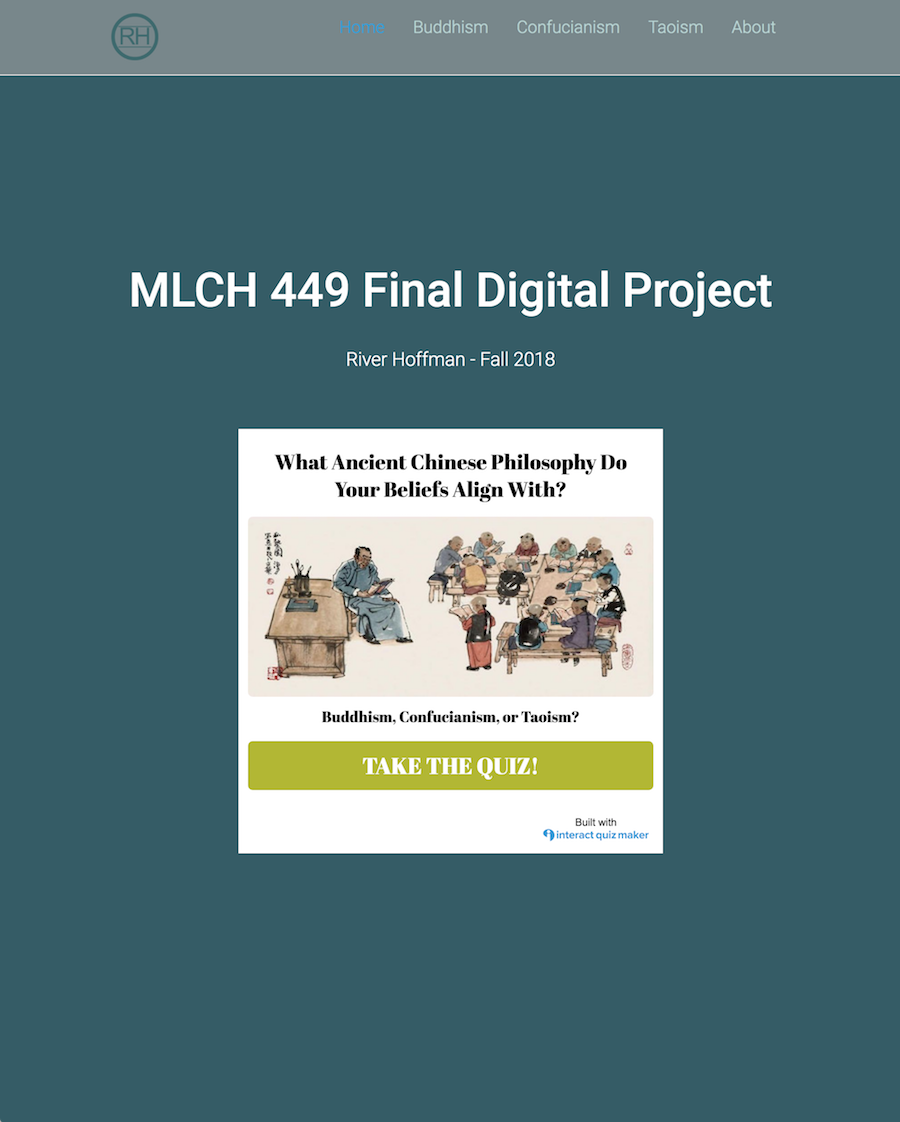 RH
Home Buddhism Confucianism Taoism About
MLCH 449 Final Digital Project
River Hoffman - Fall 2018
What Ancient Chinese Philosophy Do
Your Beliefs Align With?
Buddhism, Confucianism, or Taoism?
TAKE THE QUIZ!
Built with
interact quiz maker